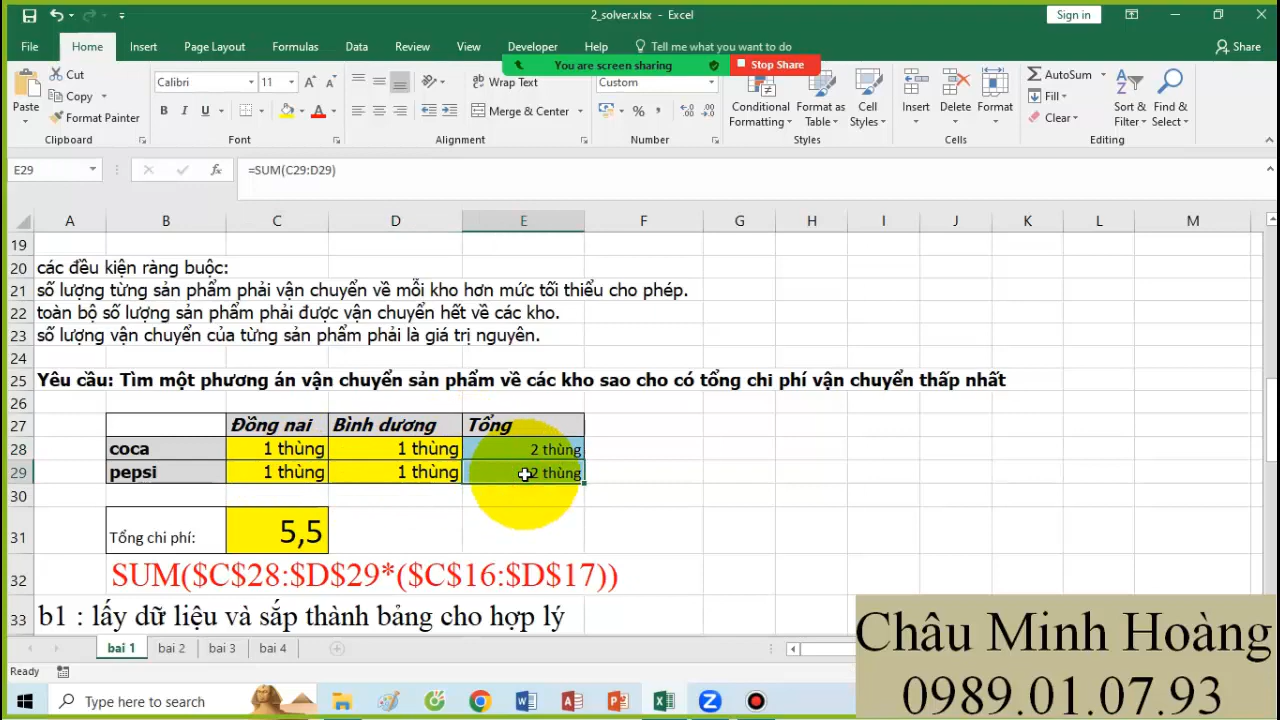 2_solver.xlsx - Excel
Sign in
File Home Insert Page Layout Formulas Data Review View Developer Help Tell me what you want to do Share
You are screen sharing Stop Share
Cut
Copy
Format Painter
Paste
Clipboard
Calibri 11
B I U
Font
Wrap Text
Merge & Center
Alignment
Custom
Number
Conditional Formatting
Format as Table
Cell Styles
Styles
Insert Delete Format
Cells
AutoSum
Fill
Clear
Sort & Filter
Find & Select
Editing
E29 fx =SUM(C29:D29)
A B C D E F G H I J K L M
19
20 các đều kiện ràng buộc:
21 số lượng từng sản phẩm phải vận chuyển về mỗi kho hơn mức tối thiểu cho phép.
22 toàn bộ số lượng sản phẩm phải được vận chuyển hết về các kho.
23 số lượng vận chuyển của từng sản phẩm phải là giá trị nguyên.
24
25 Yêu cầu: Tìm một phương án vận chuyển sản phẩm về các kho sao cho có tổng chi phí vận chuyển thấp nhất
26
27 Đồng nai Bình dương Tổng
28 coca 1 thùng 1 thùng 2 thùng
29 pepsi 1 thùng 1 thùng 2 thùng
30
31 Tổng chi phí: 5,5
32 SUM($C$28:$D$29*($C$16:$D$17))
33 b1 : lấy dữ liệu và sắp thành bảng cho hợp lý
Châu Minh Hoàng
0989.01.07.93
bai 1 bai 2 bai 3 bai 4
Ready
Type here to search